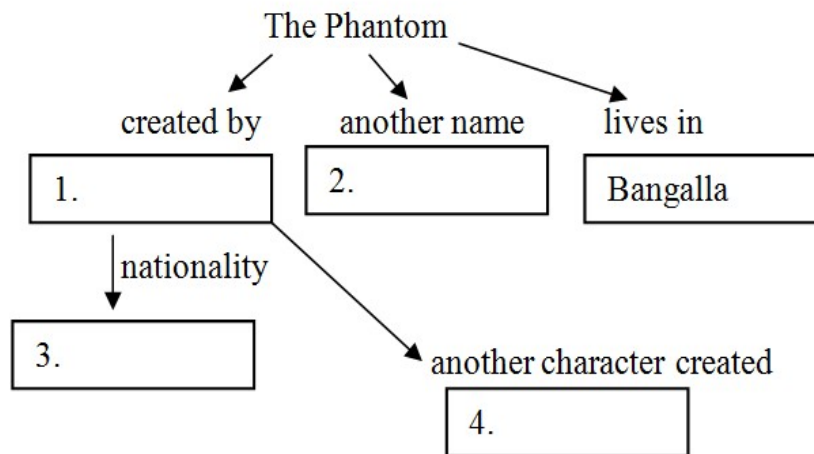 The Phantom
created by
another name
lives in
1.
2.
Bangalla
nationality
3.
another character created
4.